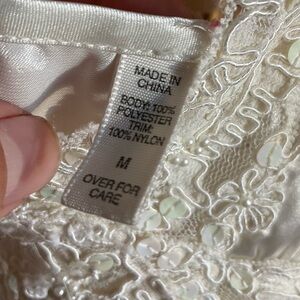 MADE IN
CHINA
BODY: 100%
POLYESTER
TRIM:
100% NYLON
M
OVER FOR
CARE